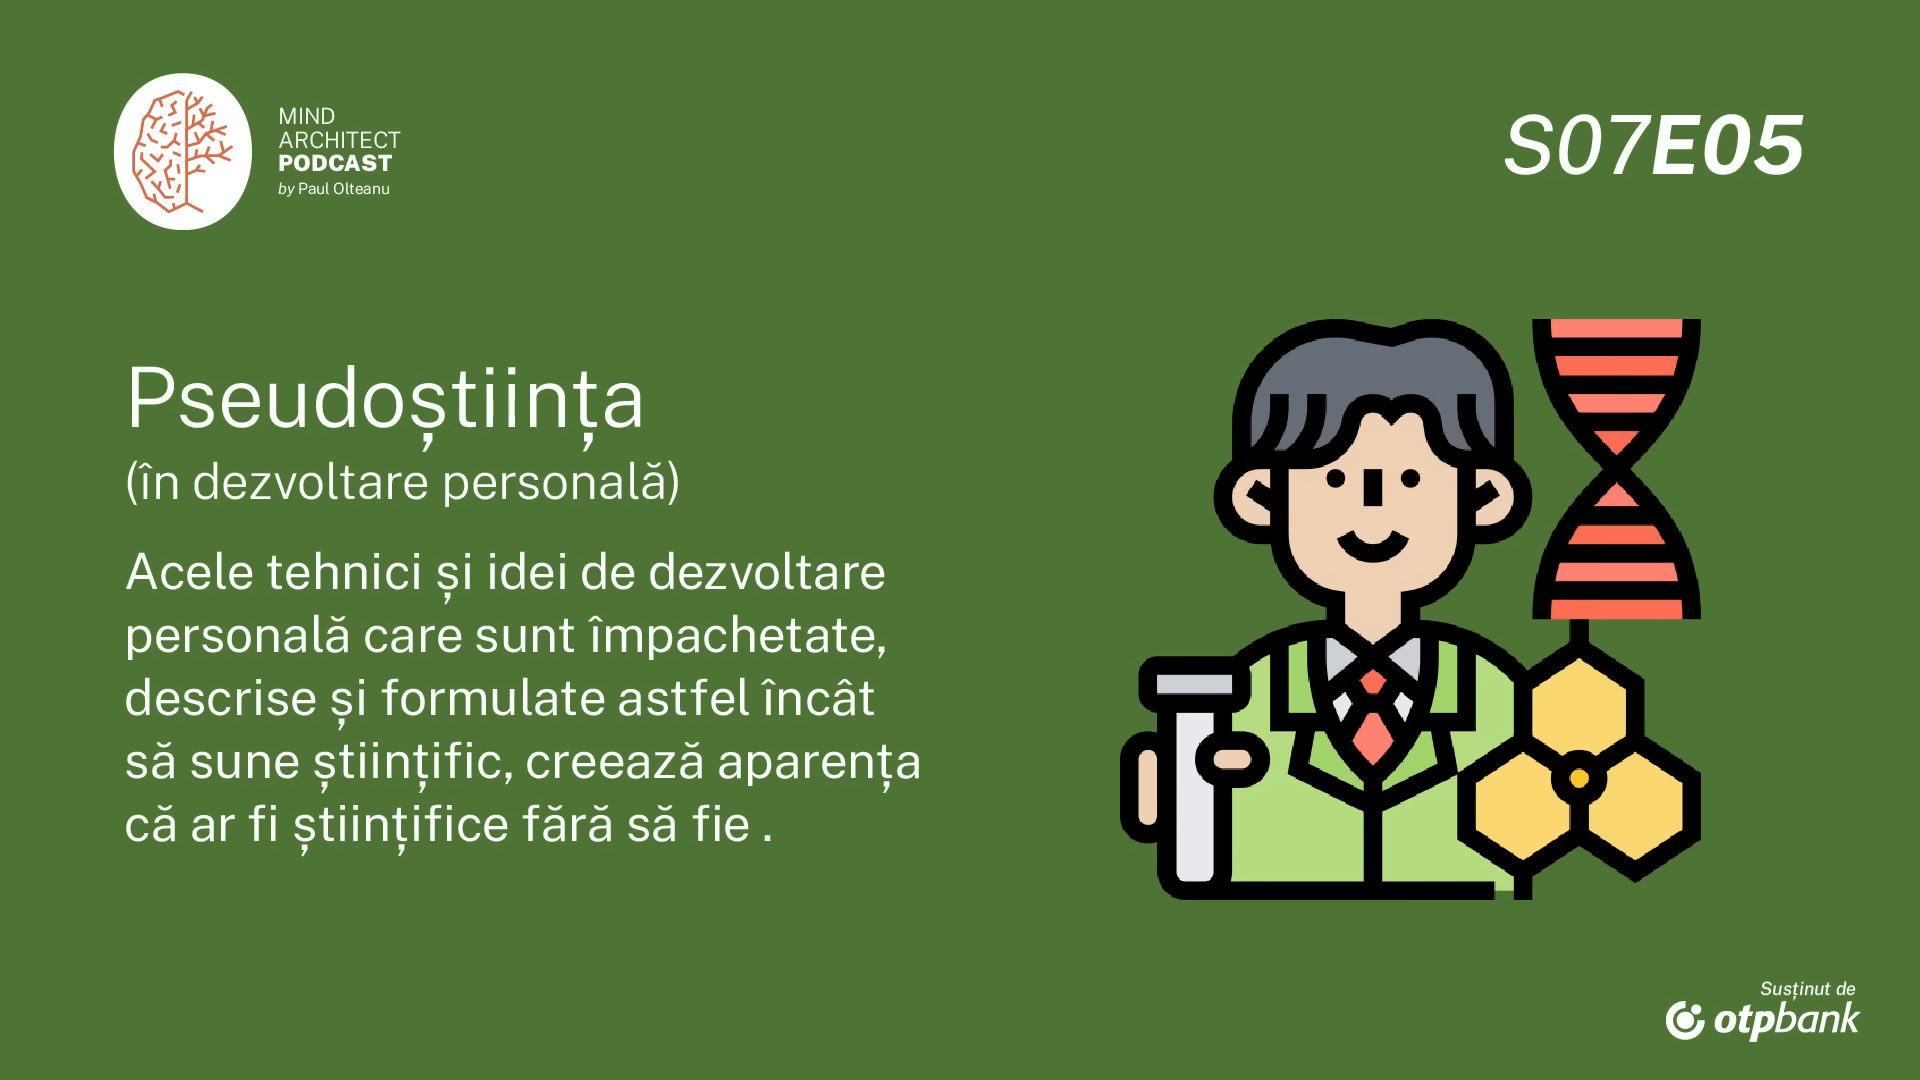 MIND
ARCHITECT
PODCAST
by Paul Olteanu
S07E05
Pseudoștiința
(în dezvoltare personală)
Acele tehnici și idei de dezvoltare
personală care sunt împachetate,
descrise și formulate astfel încât
să sune științific, creează aparența
că ar fi științifice fără să fie .
Susținut de
otpbank